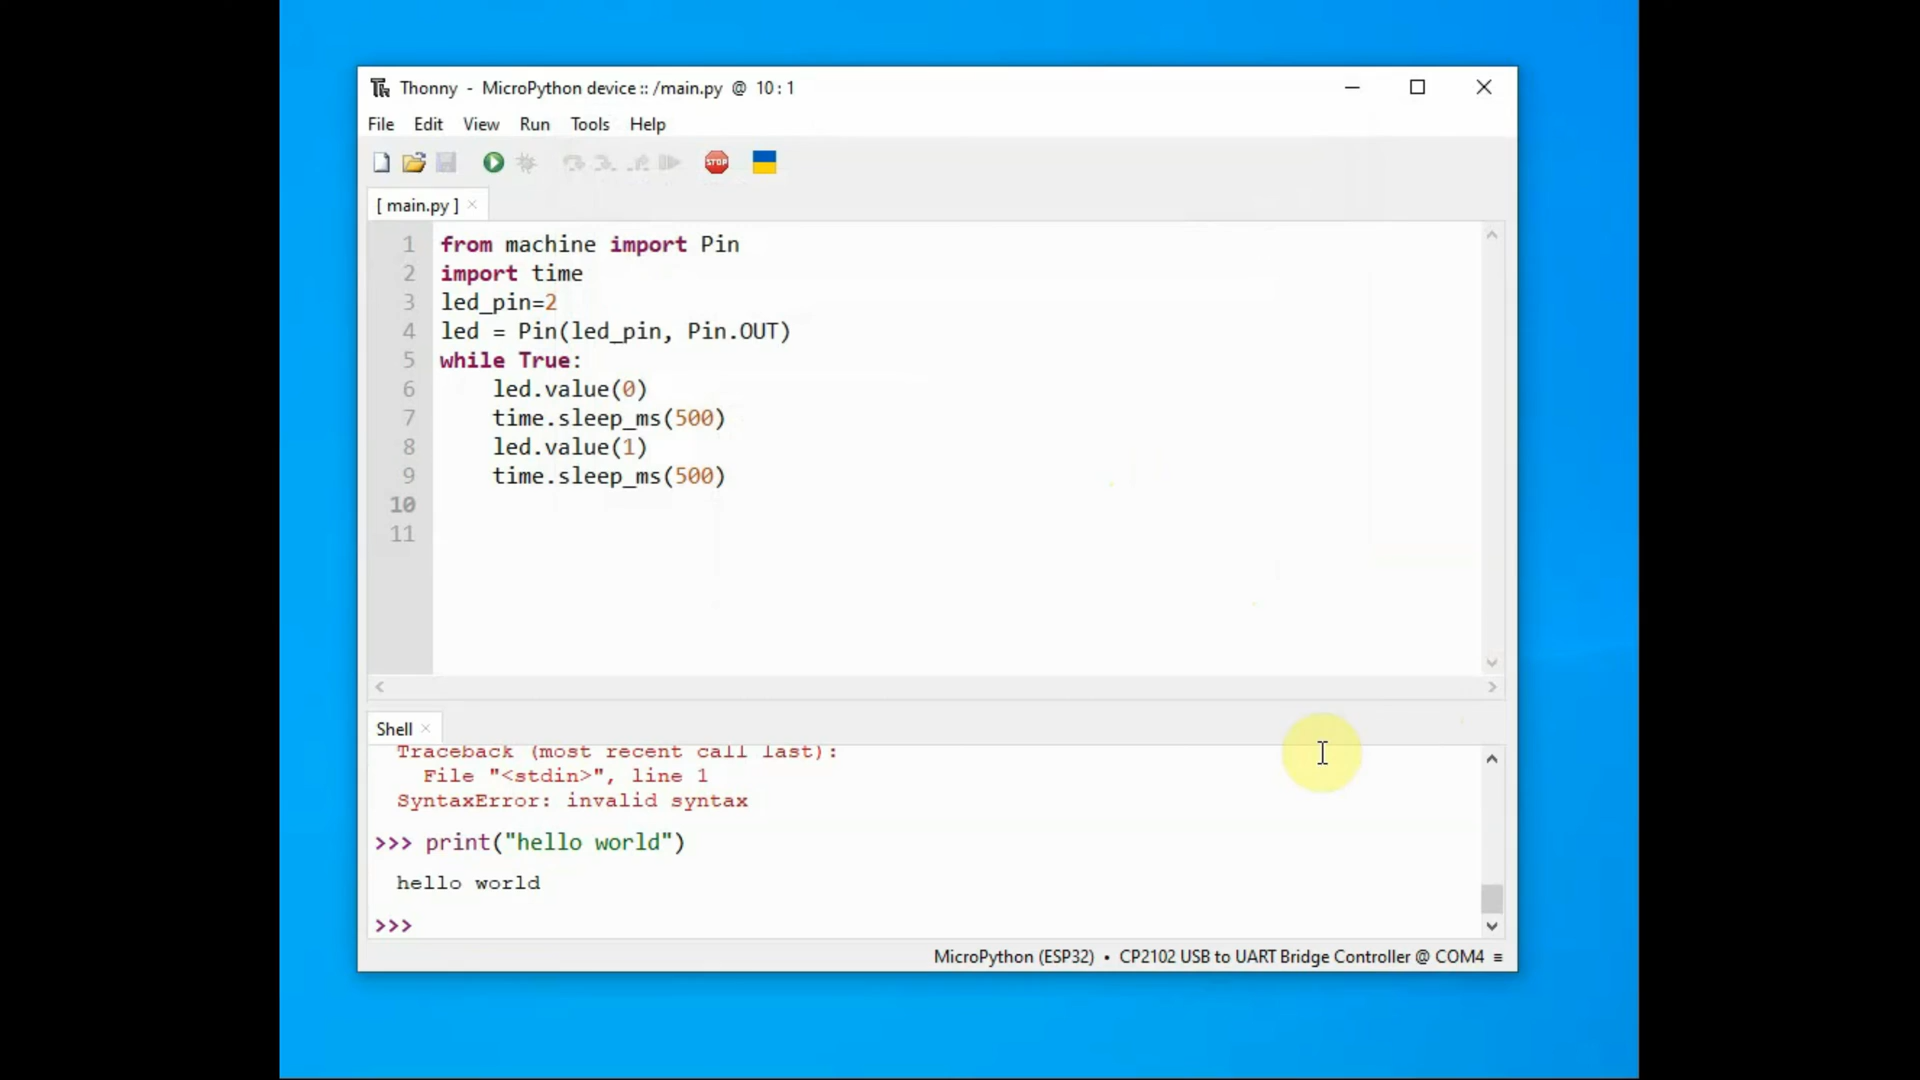 Thonny - MicroPython device :: /main.py @ 10 : 1
File Edit View Run Tools Help
STOP
[ main.py ] ×
1 from machine import Pin
2 import time
3 led_pin=2
4 led = Pin(led_pin, Pin.OUT)
5 while True:
6     led.value(0)
7     time.sleep_ms(500)
8     led.value(1)
9     time.sleep_ms(500)
10
11
Shell ×
Traceback (most recent call last):
  File "<stdin>", line 1
SyntaxError: invalid syntax
>>> print("hello world")
hello world
>>>
MicroPython (ESP32) • CP2102 USB to UART Bridge Controller @ COM4 ≡